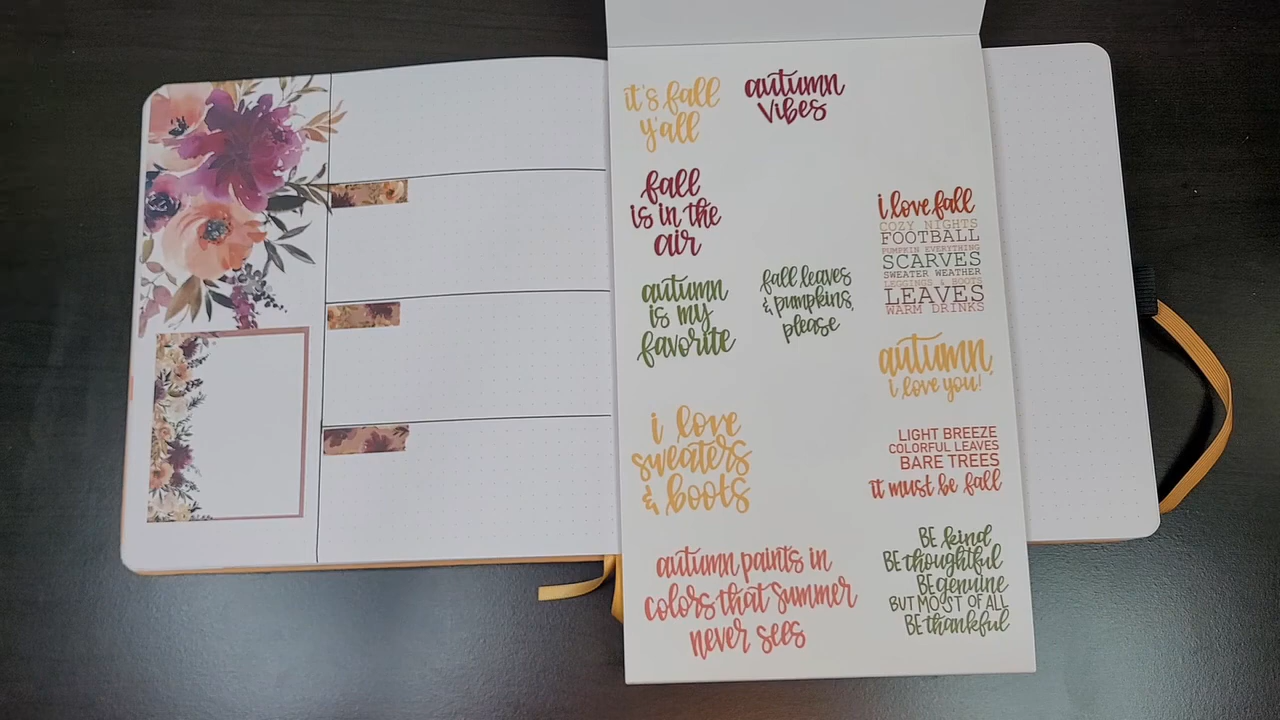 it's fall
y'all
autumn
vibes
fall
is in the
air
i love fall
COZY NIGHTS
FOOTBALL
PUMPKIN EVERYTHING
SCARVES
SWEATER WEATHER
LEGGINGS & BOOTS
LEAVES
WARM DRINKS
autumn
is my
favorite
fall leaves
& pumpkins,
please
autumn,
i love you!
i love
sweaters
& boots
LIGHT BREEZE
COLORFUL LEAVES
BARE TREES
it must be fall
autumn paints in
colors that summer
never sees
BE kind
BE thoughtful
BE genuine
BUT MOST OF ALL
BE thankful